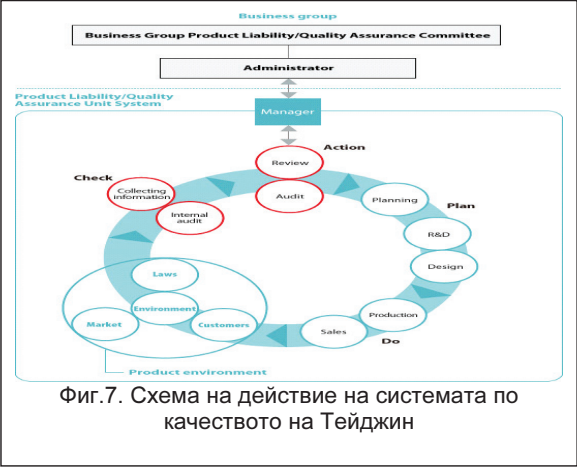 Business group
Business Group Product Liability/Quality Assurance Committee
Administrator
Product Liability/Quality
Assurance Unit System
Manager
Action
Review
Audit
Check
Collecting
information
Internal
audit
Planning
Plan
R&D
Design
Production
Do
Sales
Laws
Environment
Market
Customers
Product environment
Фиг.7. Схема на действие на системата по
качеството на Тейджин